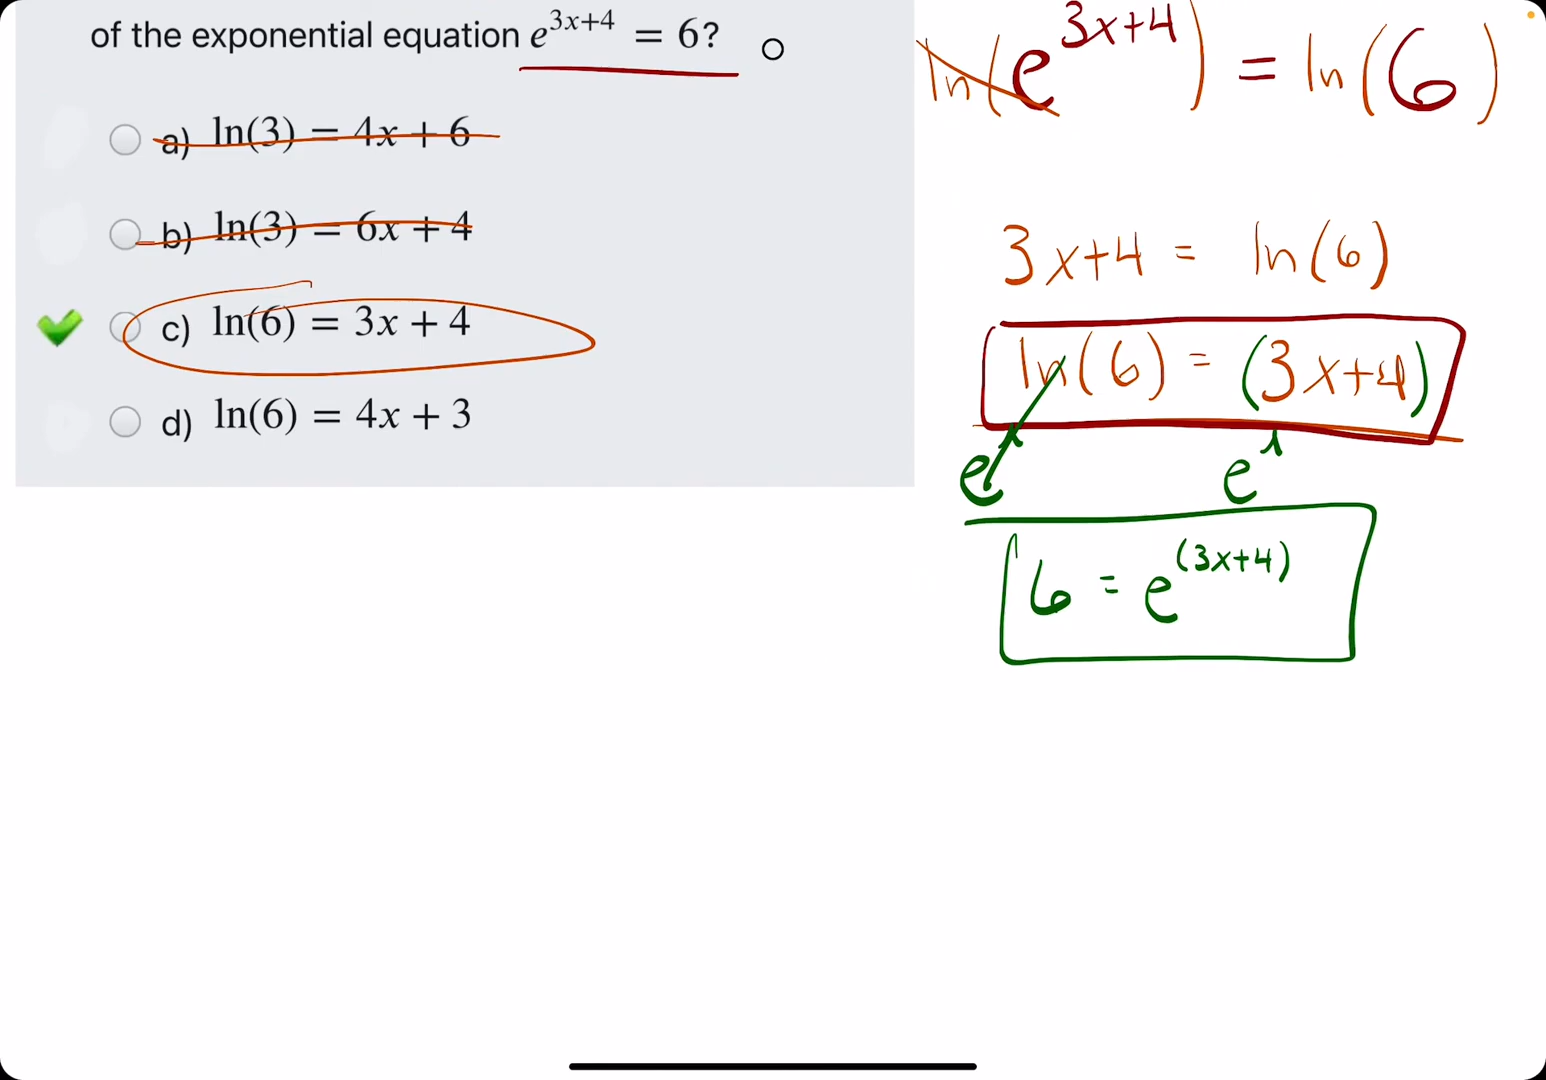 of the exponential equation e^{3x+4} = 6?
a) ln(3) = 4x + 6
b) ln(3) = 6x + 4
c) ln(6) = 3x + 4
d) ln(6) = 4x + 3
ln(e^{3x+4}) = ln(6)
3x+4 = ln(6)
ln(6) = (3x+4)
e^ e^
6 = e^{(3x+4)}